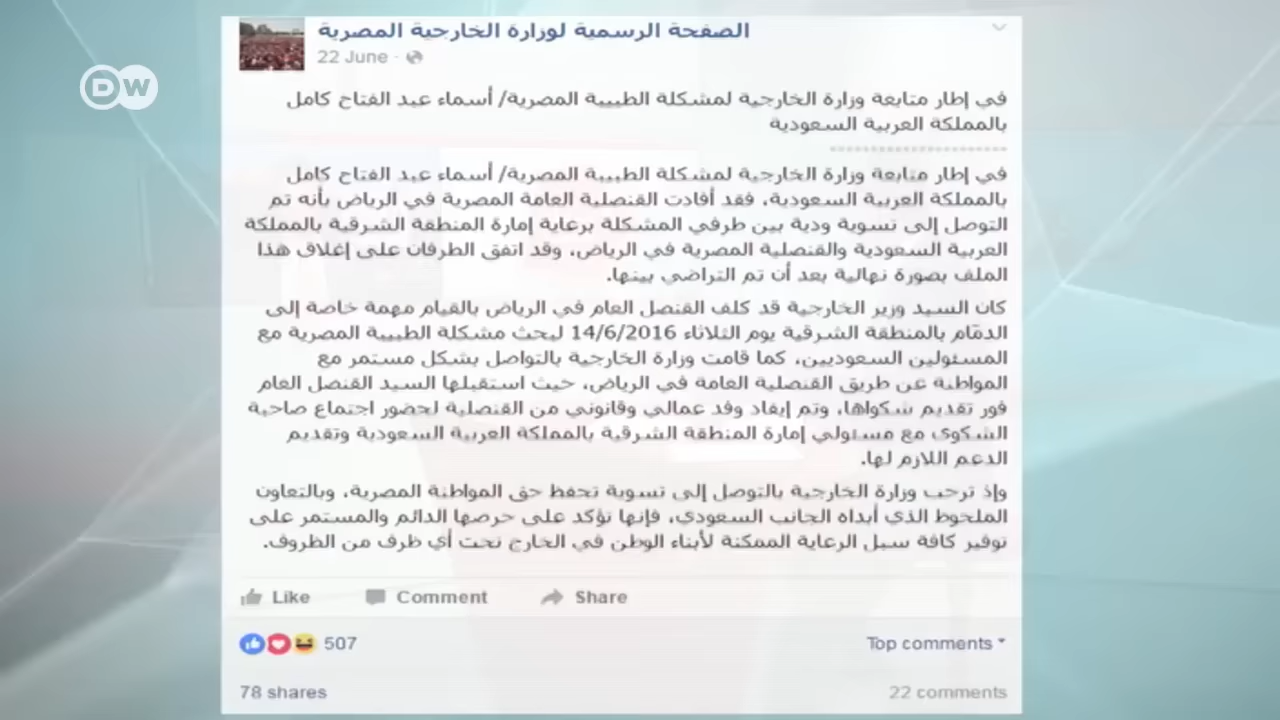 DW
الصفحة الرسمية لوزارة الخارجية المصرية
22 June ·
في إطار متابعة وزارة الخارجية لمشكلة الطبيبة المصرية/ أسماء عبد الفتاح كامل
بالمملكة العربية السعودية
----------------------
في إطار متابعة وزارة الخارجية لمشكلة الطبيبة المصرية/ أسماء عبد الفتاح كامل
بالمملكة العربية السعودية، فقد أفادت القنصلية العامة المصرية في الرياض بأنه تم
التوصل إلى تسوية ودية بين طرفي المشكلة برعاية إمارة المنطقة الشرقية بالمملكة
العربية السعودية والقنصلية المصرية في الرياض، وقد اتفق الطرفان على إغلاق هذا
الملف بصورة نهائية بعد أن تم التراضي بينها.
كان السيد وزير الخارجية قد كلف القنصل العام في الرياض بالقيام مهمة خاصة إلى
الدمّام بالمنطقة الشرقية يوم الثلاثاء 14/6/2016 لبحث مشكلة الطبيبة المصرية مع
المسئولين السعوديين، كما قامت وزارة الخارجية بالتواصل بشكل مستمر مع
المواطنة عن طريق القنصلية العامة في الرياض، حيث استقبلها السيد القنصل العام
فور تقديم شكواها، وتم إيفاد وفد عمالي وقانوني من القنصلية لحضور اجتماع صاحبة
الشكوى مع مسئولي إمارة المنطقة الشرقية بالمملكة العربية السعودية وتقديم
الدعم اللازم لها.
وإذ ترحب وزارة الخارجية بالتوصل إلى تسوية تحفظ حق المواطنة المصرية، وبالتعاون
الملحوظ الذي أبداه الجانب السعودي، فإنها تؤكد على حرصها الدائم والمستمر على
توفير كافة سبل الرعاية الممكنة لأبناء الوطن في الخارج تحت أي ظرف من الظروف.
Like Comment Share
507 Top comments
78 shares 22 comments